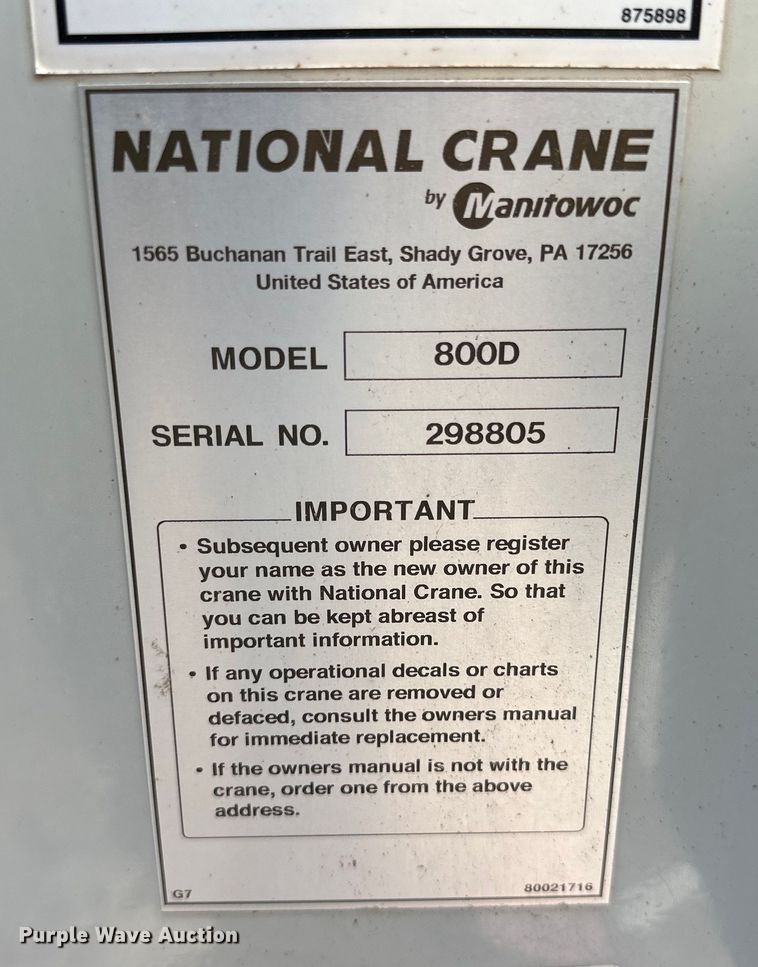 875898
NATIONAL CRANE
by Manitowoc
1565 Buchanan Trail East, Shady Grove, PA 17256
United States of America
MODEL 800D
SERIAL NO. 298805
IMPORTANT
• Subsequent owner please register
your name as the new owner of this
crane with National Crane. So that
you can be kept abreast of
important information.
• If any operational decals or charts
on this crane are removed or
defaced, consult the owners manual
for immediate replacement.
• If the owners manual is not with the
crane, order one from the above
address.
G7 80021716
Purple Wave Auction